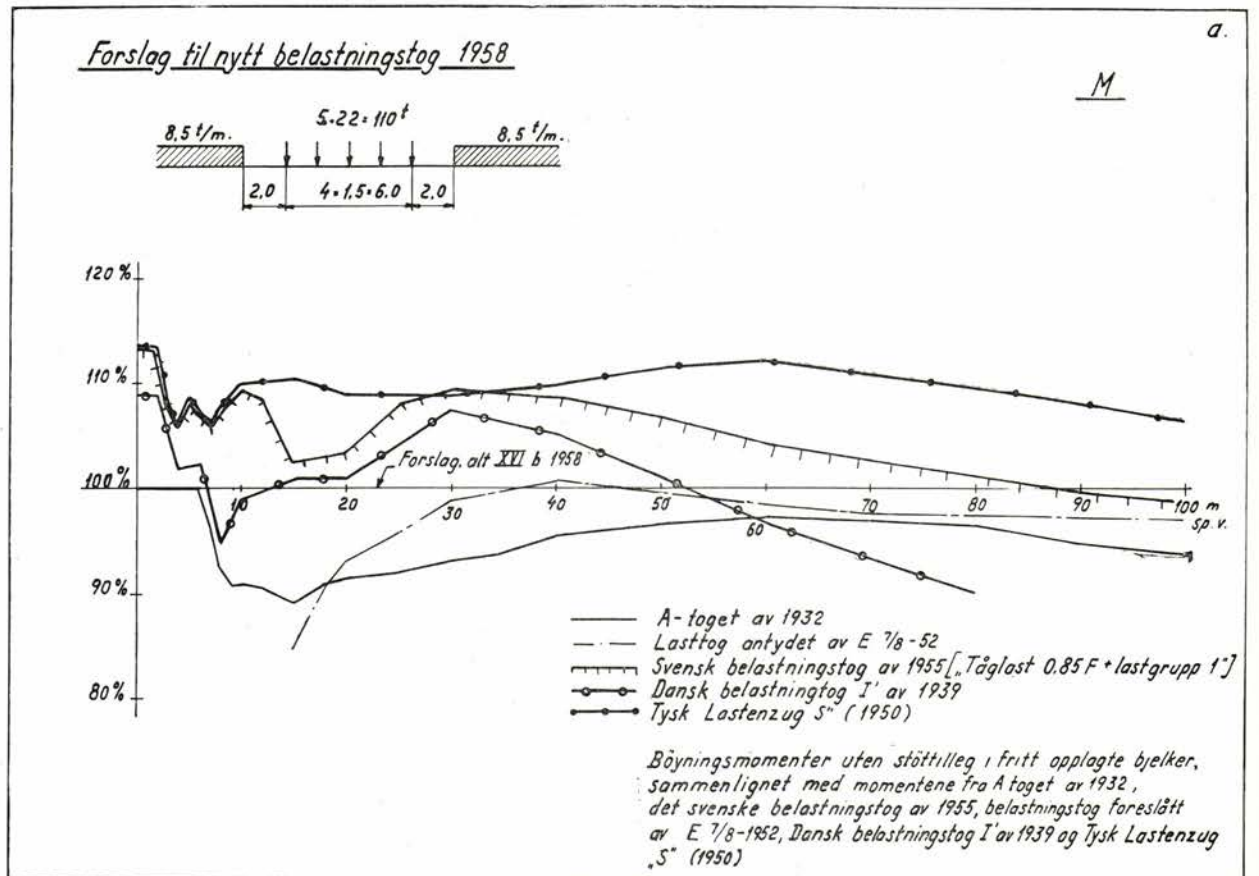 a.
Forslag til nytt belastningstog 1958
M
5·22=110 t
8,5 t/m.
8,5 t/m.
2,0
4·1,5=6,0
2,0
120 %
110 %
100 %
90 %
80 %
Forslag. alt XVI b 1958
10
20
30
40
50
60
70
80
90
100 m
sp.v.
A-toget av 1932
Lasttog antydet av E 7/8-52
Svensk belastningstog av 1955 [„Tåglast 0.85 F + lastgrupp 1"]
Dansk belastningtog I' av 1939
Tysk Lastenzug S" (1950)
Böyningsmomenter uten stöttilleg i fritt opplagte bjelker,
sammenlignet med momentene fra A toget av 1932,
det svenske belastningstog av 1955, belastningstog foreslått
av E 7/8-1952, Dansk belastningstog I' av 1939 og Tysk Lastenzug
„S" (1950)